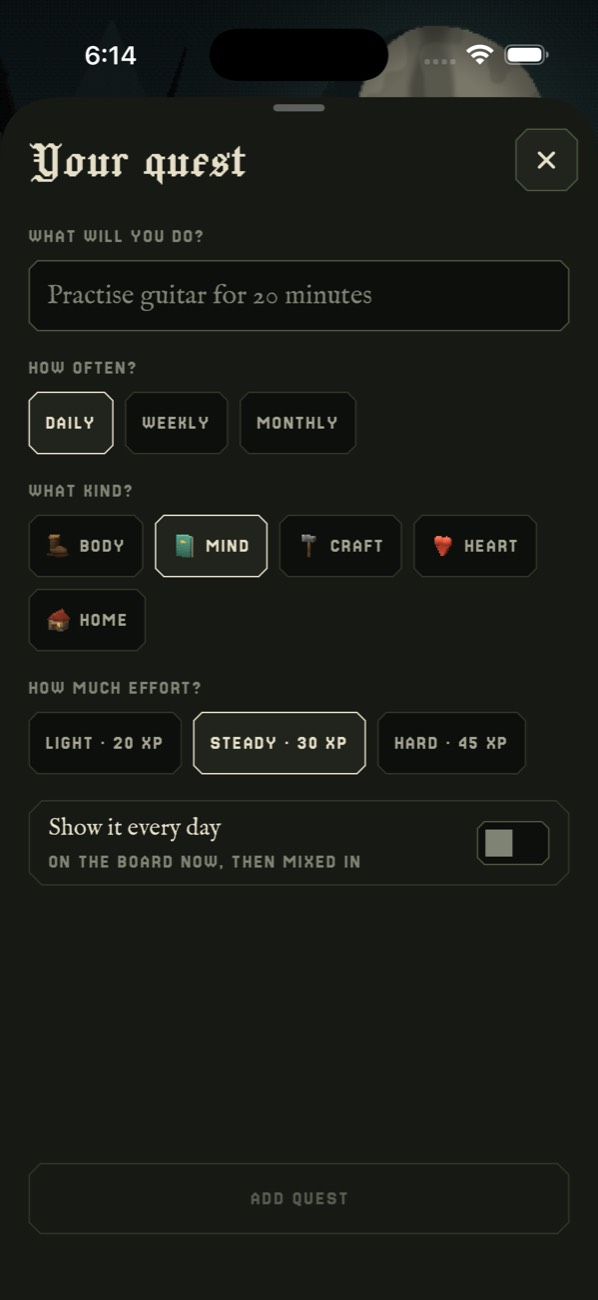 6:14
Your quest
WHAT WILL YOU DO?
Practise guitar for 20 minutes
HOW OFTEN?
DAILY WEEKLY MONTHLY
WHAT KIND?
BODY MIND CRAFT HEART
HOME
HOW MUCH EFFORT?
LIGHT · 20 XP STEADY · 30 XP HARD · 45 XP
Show it every day
ON THE BOARD NOW, THEN MIXED IN
ADD QUEST